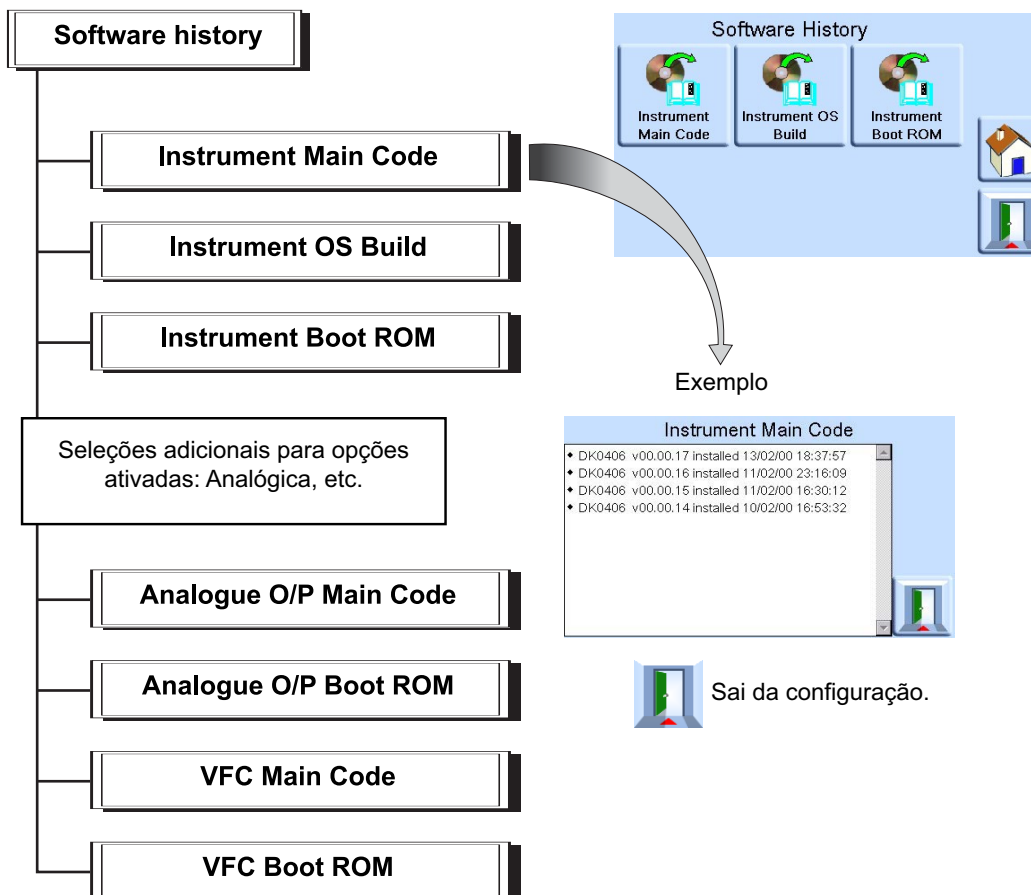 Software history
Instrument Main Code
Instrument OS Build
Instrument Boot ROM
Seleções adicionais para opções
ativadas: Analógica, etc.
Analogue O/P Main Code
Analogue O/P Boot ROM
VFC Main Code
VFC Boot ROM
Software History
Instrument
Main Code
Instrument OS
Build
Instrument
Boot ROM
Exemplo
Instrument Main Code
◆ DK0406 v00.00.17 installed 13/02/00 18:37:57
◆ DK0406 v00.00.16 installed 11/02/00 23:16:09
◆ DK0406 v00.00.15 installed 11/02/00 16:30:12
◆ DK0406 v00.00.14 installed 10/02/00 16:53:32
Sai da configuração.